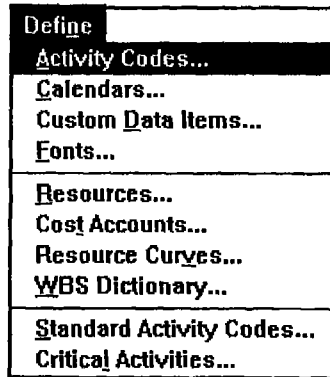 Define
Activity Codes...
Calendars...
Custom Data Items...
Fonts...
Resources...
Cost Accounts...
Resource Curves...
WBS Dictionary...
Standard Activity Codes...
Critical Activities...